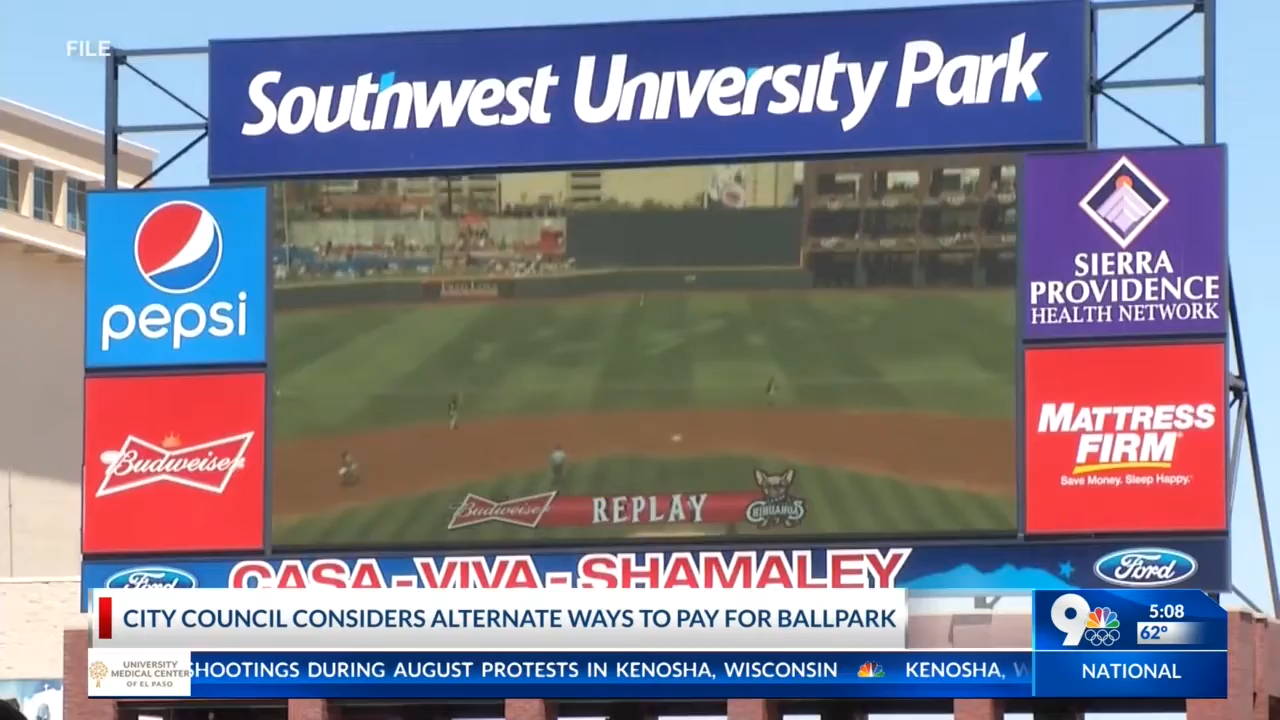 FILE
Southwest University Park
pepsi
SIERRA
PROVIDENCE
HEALTH NETWORK
Budweiser
MATTRESS
FIRM
Save Money. Sleep Happy.
Budweiser
REPLAY
CHIHUAHUAS
Ford
CASA - VIVA - SHAMALEY
Ford
CITY COUNCIL CONSIDERS ALTERNATE WAYS TO PAY FOR BALLPARK
9
5:08
62°
UNIVERSITY
MEDICAL CENTER
OF EL PASO
SHOOTINGS DURING AUGUST PROTESTS IN KENOSHA, WISCONSIN KENOSHA, W
NATIONAL